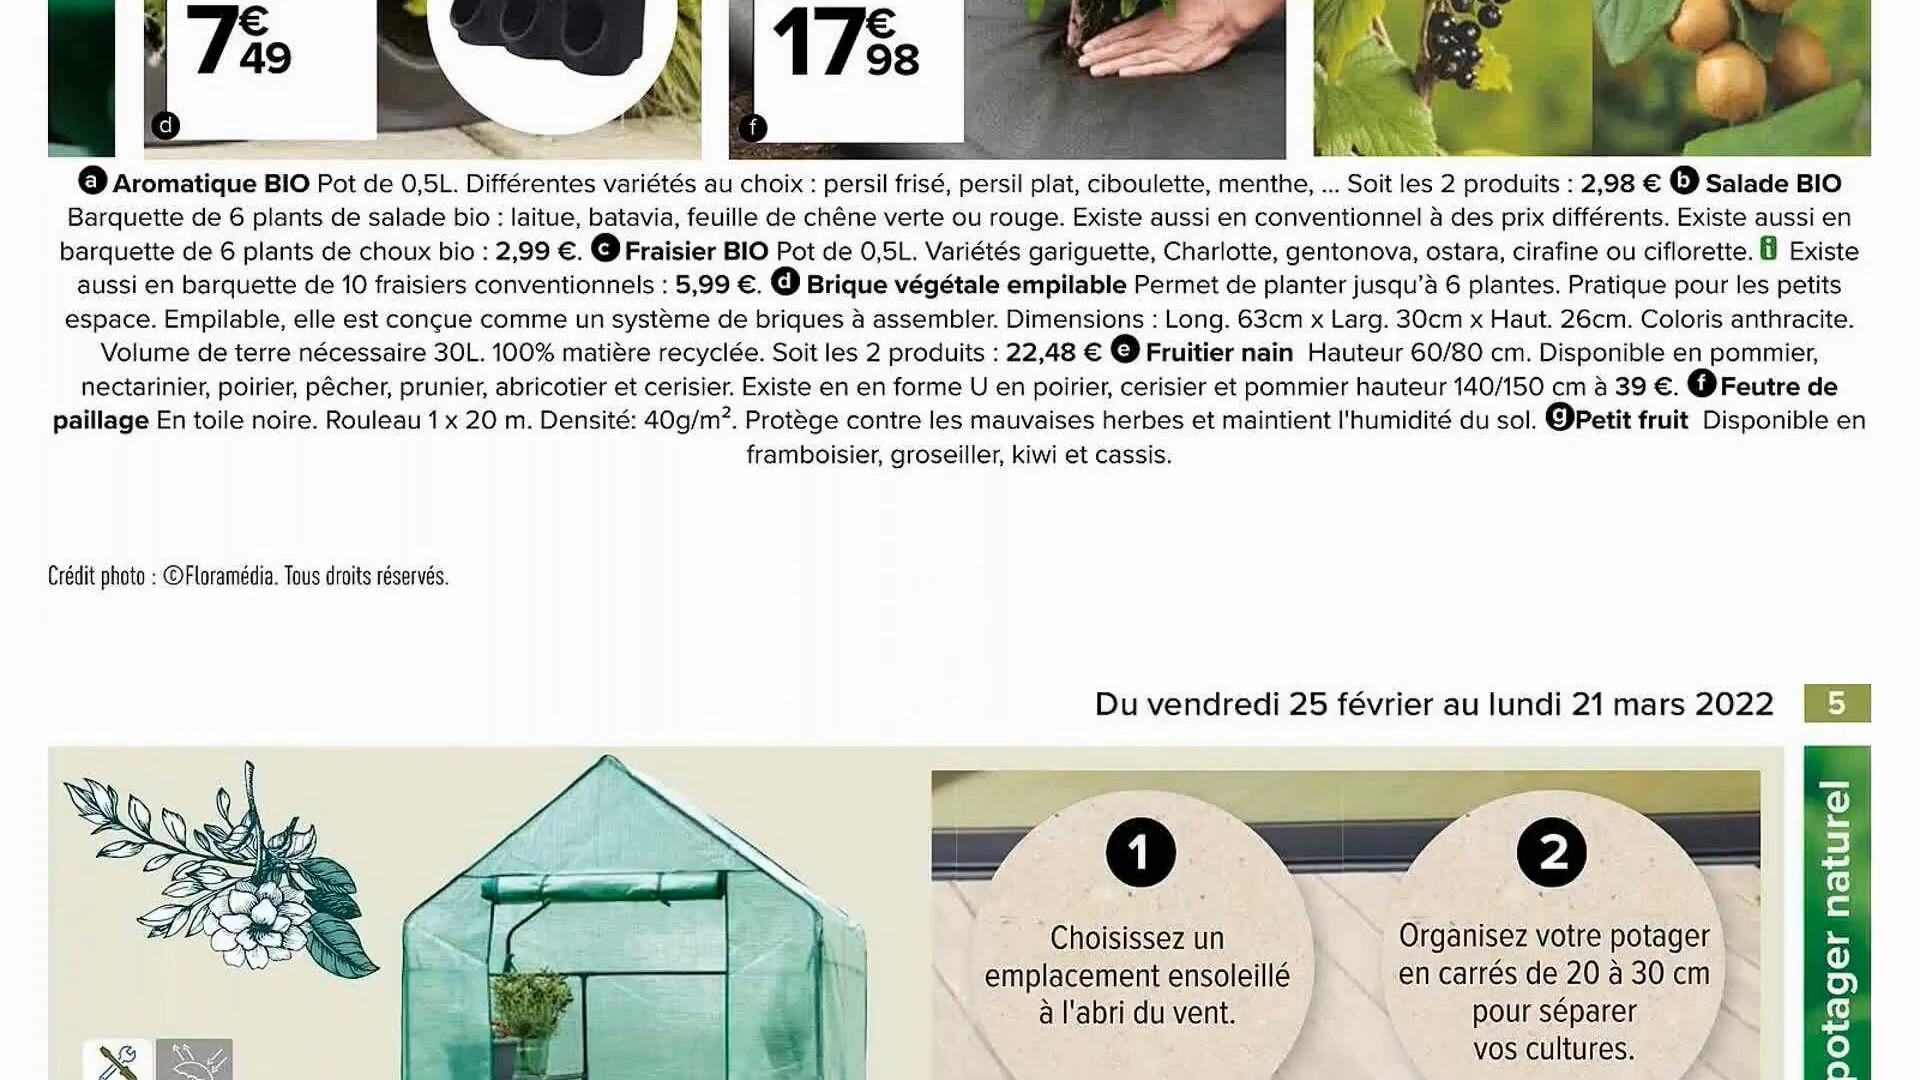 7€49
17€98
d
f
a Aromatique BIO Pot de 0,5L. Différentes variétés au choix : persil frisé, persil plat, ciboulette, menthe, ... Soit les 2 produits : 2,98 € b Salade BIO
Barquette de 6 plants de salade bio : laitue, batavia, feuille de chêne verte ou rouge. Existe aussi en conventionnel à des prix différents. Existe aussi en
barquette de 6 plants de choux bio : 2,99 €. c Fraisier BIO Pot de 0,5L. Variétés gariguette, Charlotte, gentonova, ostara, cirafine ou ciflorette. i Existe
aussi en barquette de 10 fraisiers conventionnels : 5,99 €. d Brique végétale empilable Permet de planter jusqu'à 6 plantes. Pratique pour les petits
espace. Empilable, elle est conçue comme un système de briques à assembler. Dimensions : Long. 63cm x Larg. 30cm x Haut. 26cm. Coloris anthracite.
Volume de terre nécessaire 30L. 100% matière recyclée. Soit les 2 produits : 22,48 € e Fruitier nain Hauteur 60/80 cm. Disponible en pommier,
nectarinier, poirier, pêcher, prunier, abricotier et cerisier. Existe en en forme U en poirier, cerisier et pommier hauteur 140/150 cm à 39 €. f Feutre de
paillage En toile noire. Rouleau 1 x 20 m. Densité: 40g/m². Protège contre les mauvaises herbes et maintient l'humidité du sol. g Petit fruit Disponible en
framboisier, groseiller, kiwi et cassis.
Crédit photo : ©Floramédia. Tous droits réservés.
Du vendredi 25 février au lundi 21 mars 2022
5
1
Choisissez un
emplacement ensoleillé
à l'abri du vent.
2
Organisez votre potager
en carrés de 20 à 30 cm
pour séparer
vos cultures.
potager naturel